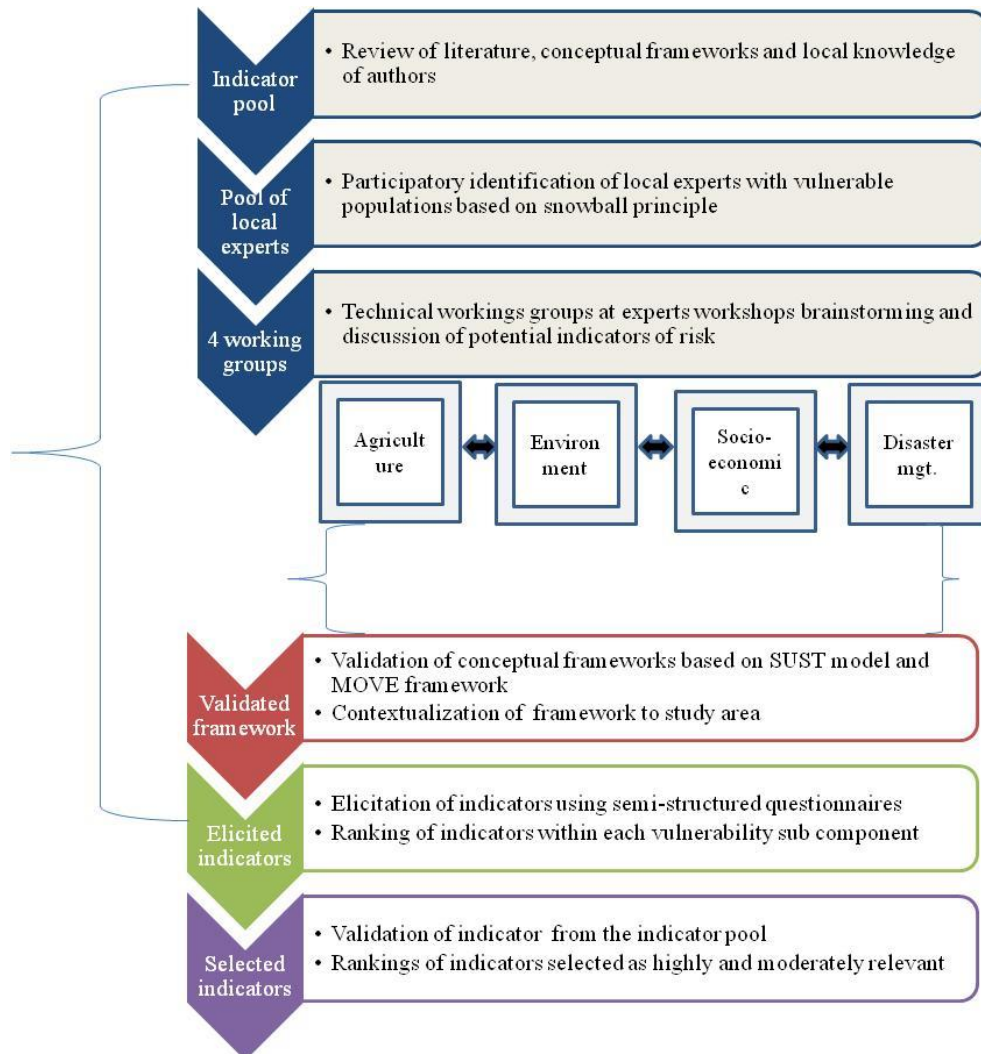 Indicator
pool
• Review of literature, conceptual frameworks and local knowledge
of authors
Pool of
local
experts
• Participatory identification of local experts with vulnerable
populations based on snowball principle
4 working
groups
• Technical workings groups at experts workshops brainstorming and
discussion of potential indicators of risk
Agricult
ure
Environ
ment
Socio-
economi
c
Disaster
mgt.
Validated
framework
• Validation of conceptual frameworks based on SUST model and
MOVE framework
• Contextualization of framework to study area
Elicited
indicators
• Elicitation of indicators using semi-structured questionnaires
• Ranking of indicators within each vulnerability sub component
Selected
indicators
• Validation of indicator from the indicator pool
• Rankings of indicators selected as highly and moderately relevant